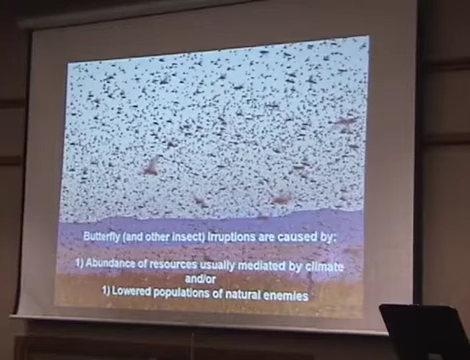 Butterfly (and other insect) Irruptions are caused by:
1) Abundance of resources usually mediated by climate
and/or
1) Lowered populations of natural enemies